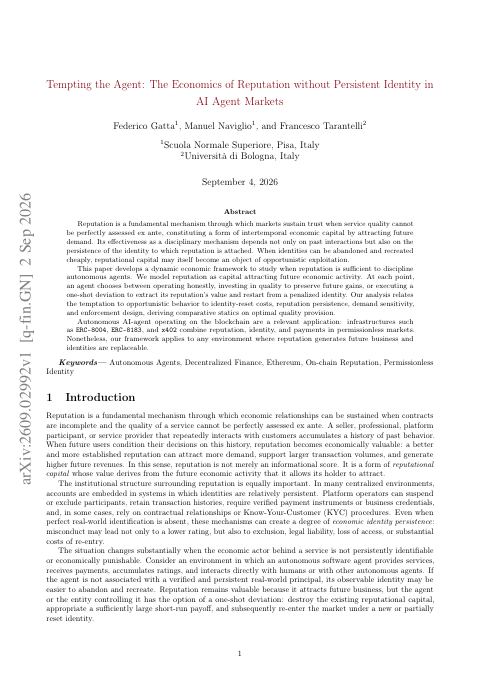 Tempting the Agent: The Economics of Reputation without Persistent Identity in
AI Agent Markets
Federico Gatta1, Manuel Naviglio1, and Francesco Tarantelli2
1Scuola Normale Superiore, Pisa, Italy
2Università di Bologna, Italy
September 4, 2026
arXiv:2609.02992v1 [q-fin.GN] 2 Sep 2026
Abstract
Reputation is a fundamental mechanism through which markets sustain trust when service quality cannot
be perfectly assessed ex ante, constituting a form of intertemporal economic capital by attracting future
demand. Its effectiveness as a disciplinary mechanism depends not only on past interactions but also on the
persistence of the identity to which reputation is attached. When identities can be abandoned and recreated
cheaply, reputational capital may itself become an object of opportunistic exploitation.
This paper develops a dynamic economic framework to study when reputation is sufficient to discipline
autonomous agents. We model reputation as capital attracting future economic activity. At each point,
an agent chooses between operating honestly, investing in quality to preserve future gains, or executing a
one-shot deviation to extract its reputation's value and restart from a penalized identity. Our analysis relates
the temptation to opportunistic behavior to identity-reset costs, reputation persistence, demand sensitivity,
and enforcement design, deriving comparative statics on optimal quality provision.
Autonomous AI-agent operating on the blockchain are a relevant application: infrastructures such
as ERC-8004, ERC-8183, and x402 combine reputation, identity, and payments in permissionless markets.
Nonetheless, our framework applies to any environment where reputation generates future business and
identities are replaceable.
Keywords— Autonomous Agents, Decentralized Finance, Ethereum, On-chain Reputation, Permissionless
Identity
1 Introduction
Reputation is a fundamental mechanism through which economic relationships can be sustained when contracts
are incomplete and the quality of a service cannot be perfectly assessed ex ante. A seller, professional, platform
participant, or service provider that repeatedly interacts with customers accumulates a history of past behavior.
When future users condition their decisions on this history, reputation becomes economically valuable: a better
and more established reputation can attract more demand, support larger transaction volumes, and generate
higher future revenues. In this sense, reputation is not merely an informational score. It is a form of reputational
capital whose value derives from the future economic activity that it allows its holder to attract.
The institutional structure surrounding reputation is equally important. In many centralized environments,
accounts are embedded in systems in which identities are relatively persistent. Platform operators can suspend
or exclude participants, retain transaction histories, require verified payment instruments or business credentials,
and, in some cases, rely on contractual relationships or Know-Your-Customer (KYC) procedures. Even when
perfect real-world identification is absent, these mechanisms can create a degree of economic identity persistence:
misconduct may lead not only to a lower rating, but also to exclusion, legal liability, loss of access, or substantial
costs of re-entry.
The situation changes substantially when the economic actor behind a service is not persistently identifiable
or economically punishable. Consider an environment in which an autonomous software agent provides services,
receives payments, accumulates ratings, and interacts directly with humans or with other autonomous agents. If
the agent is not associated with a verified and persistent real-world principal, its observable identity may be
easier to abandon and recreate. Reputation remains valuable because it attracts future business, but the agent
or the entity controlling it has the option of a one-shot deviation: destroy the existing reputational capital,
appropriate a sufficiently large short-run payoff, and subsequently re-enter the market under a new or partially
reset identity.
1